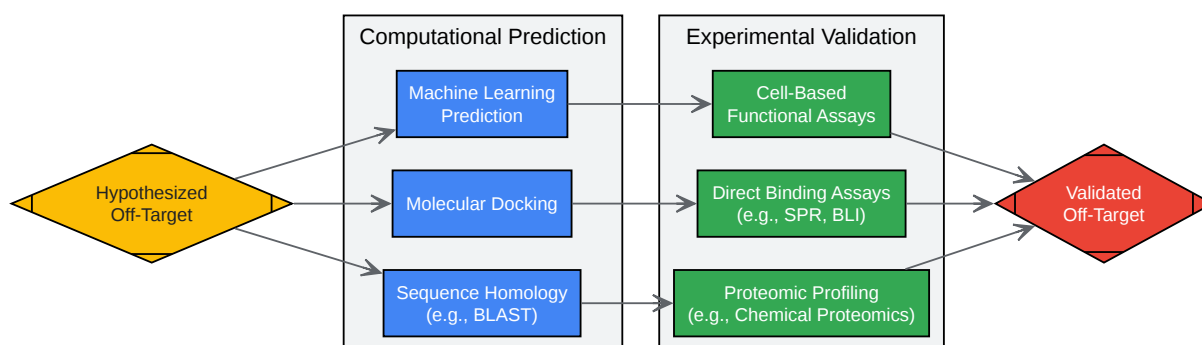 Computational Prediction
Experimental Validation
Machine Learning
Prediction
Cell-Based
Functional Assays
Hypothesized
Off-Target
Molecular Docking
Direct Binding Assays
(e.g., SPR, BLI)
Validated
Off-Target
Sequence Homology
(e.g., BLAST)
Proteomic Profiling
(e.g., Chemical Proteomics)